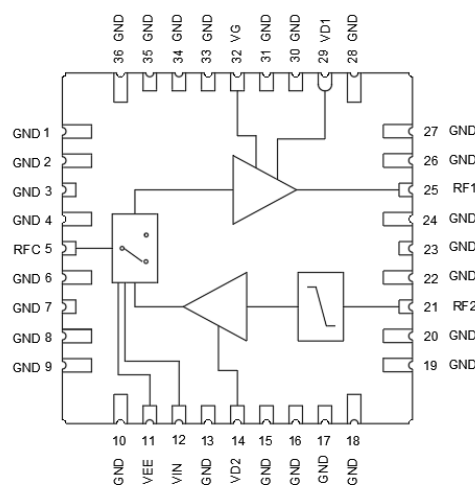 36 GND
35 GND
34 GND
33 GND
32 VG
31 GND
30 GND
29 VD1
28 GND
GND 1
GND 2
GND 3
GND 4
RFC 5
GND 6
GND 7
GND 8
GND 9
27 GND
26 GND
25 RF1
24 GND
23 GND
22 GND
21 RF2
20 GND
19 GND
10 GND
11 VEE
12 VIN
13 GND
14 VD2
15 GND
16 GND
17 GND
18 GND